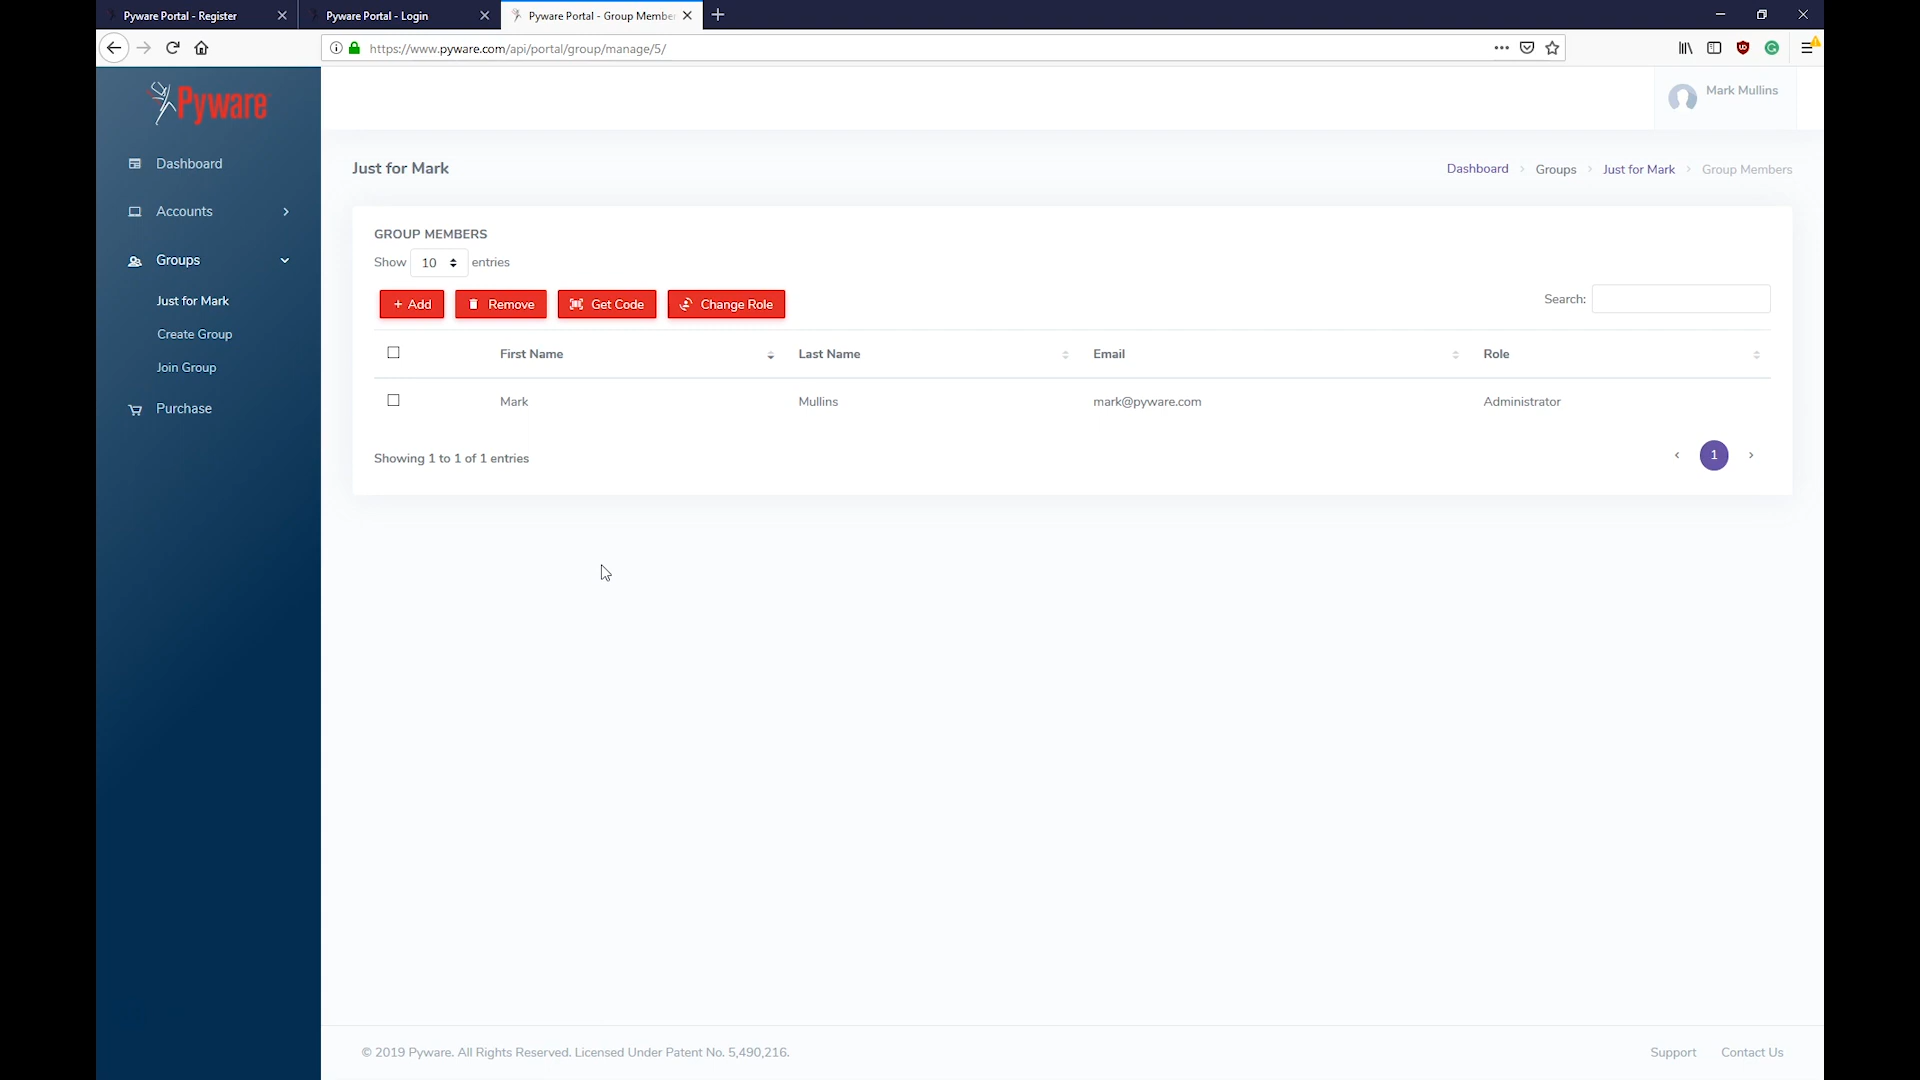 Pyware Portal - Register
Pyware Portal - Login
Pyware Portal - Group Member
https://www.pyware.com/api/portal/group/manage/5/
Pyware
Mark Mullins
Dashboard
Accounts
Groups
Just for Mark
Create Group
Join Group
Purchase
Just for Mark
Dashboard > Groups > Just for Mark > Group Members
GROUP MEMBERS
Show 10 entries
+ Add Remove Get Code Change Role
Search:
First Name Last Name Email Role
Mark Mullins mark@pyware.com Administrator
Showing 1 to 1 of 1 entries
‹ 1 ›
© 2019 Pyware. All Rights Reserved. Licensed Under Patent No. 5,490,216.
Support Contact Us